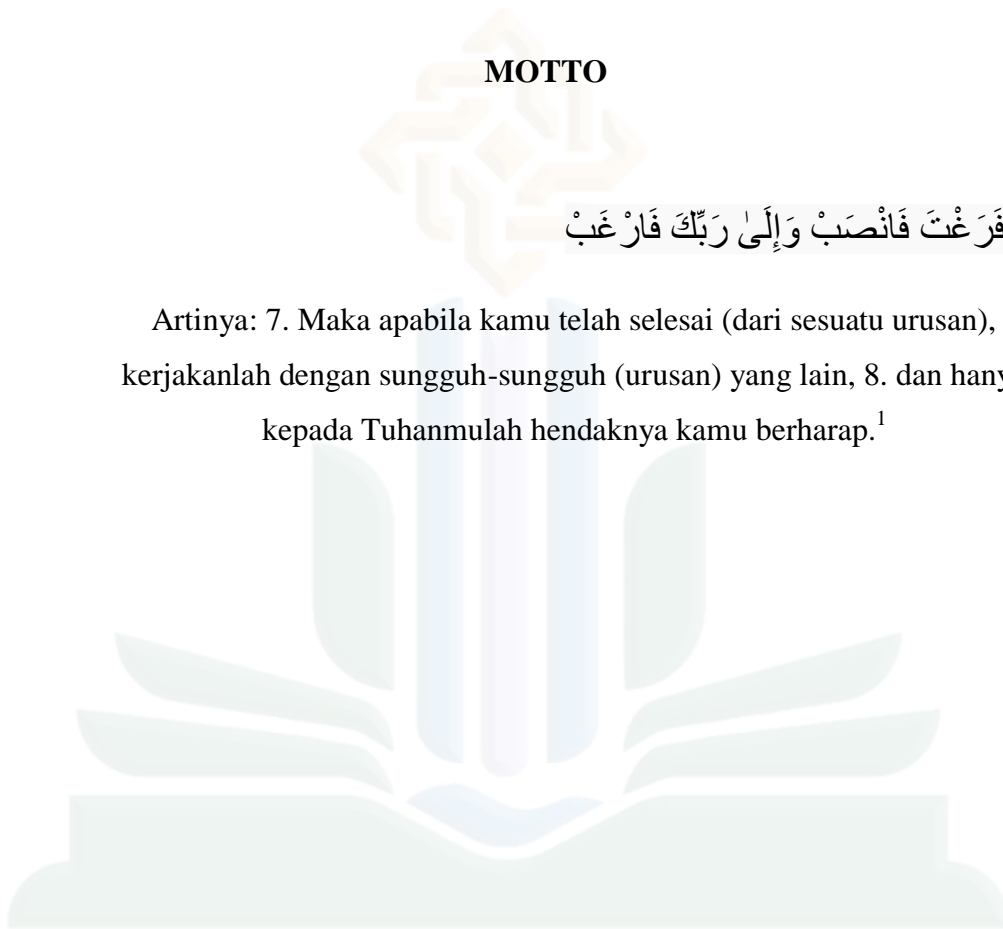 MOTTO
فَرَغْتَ فَانْصَبْ وَإِلَىٰ رَبِّكَ فَارْغَبْ
Artinya: 7. Maka apabila kamu telah selesai (dari sesuatu urusan),
kerjakanlah dengan sungguh-sungguh (urusan) yang lain, 8. dan hany
kepada Tuhanmulah hendaknya kamu berharap.¹